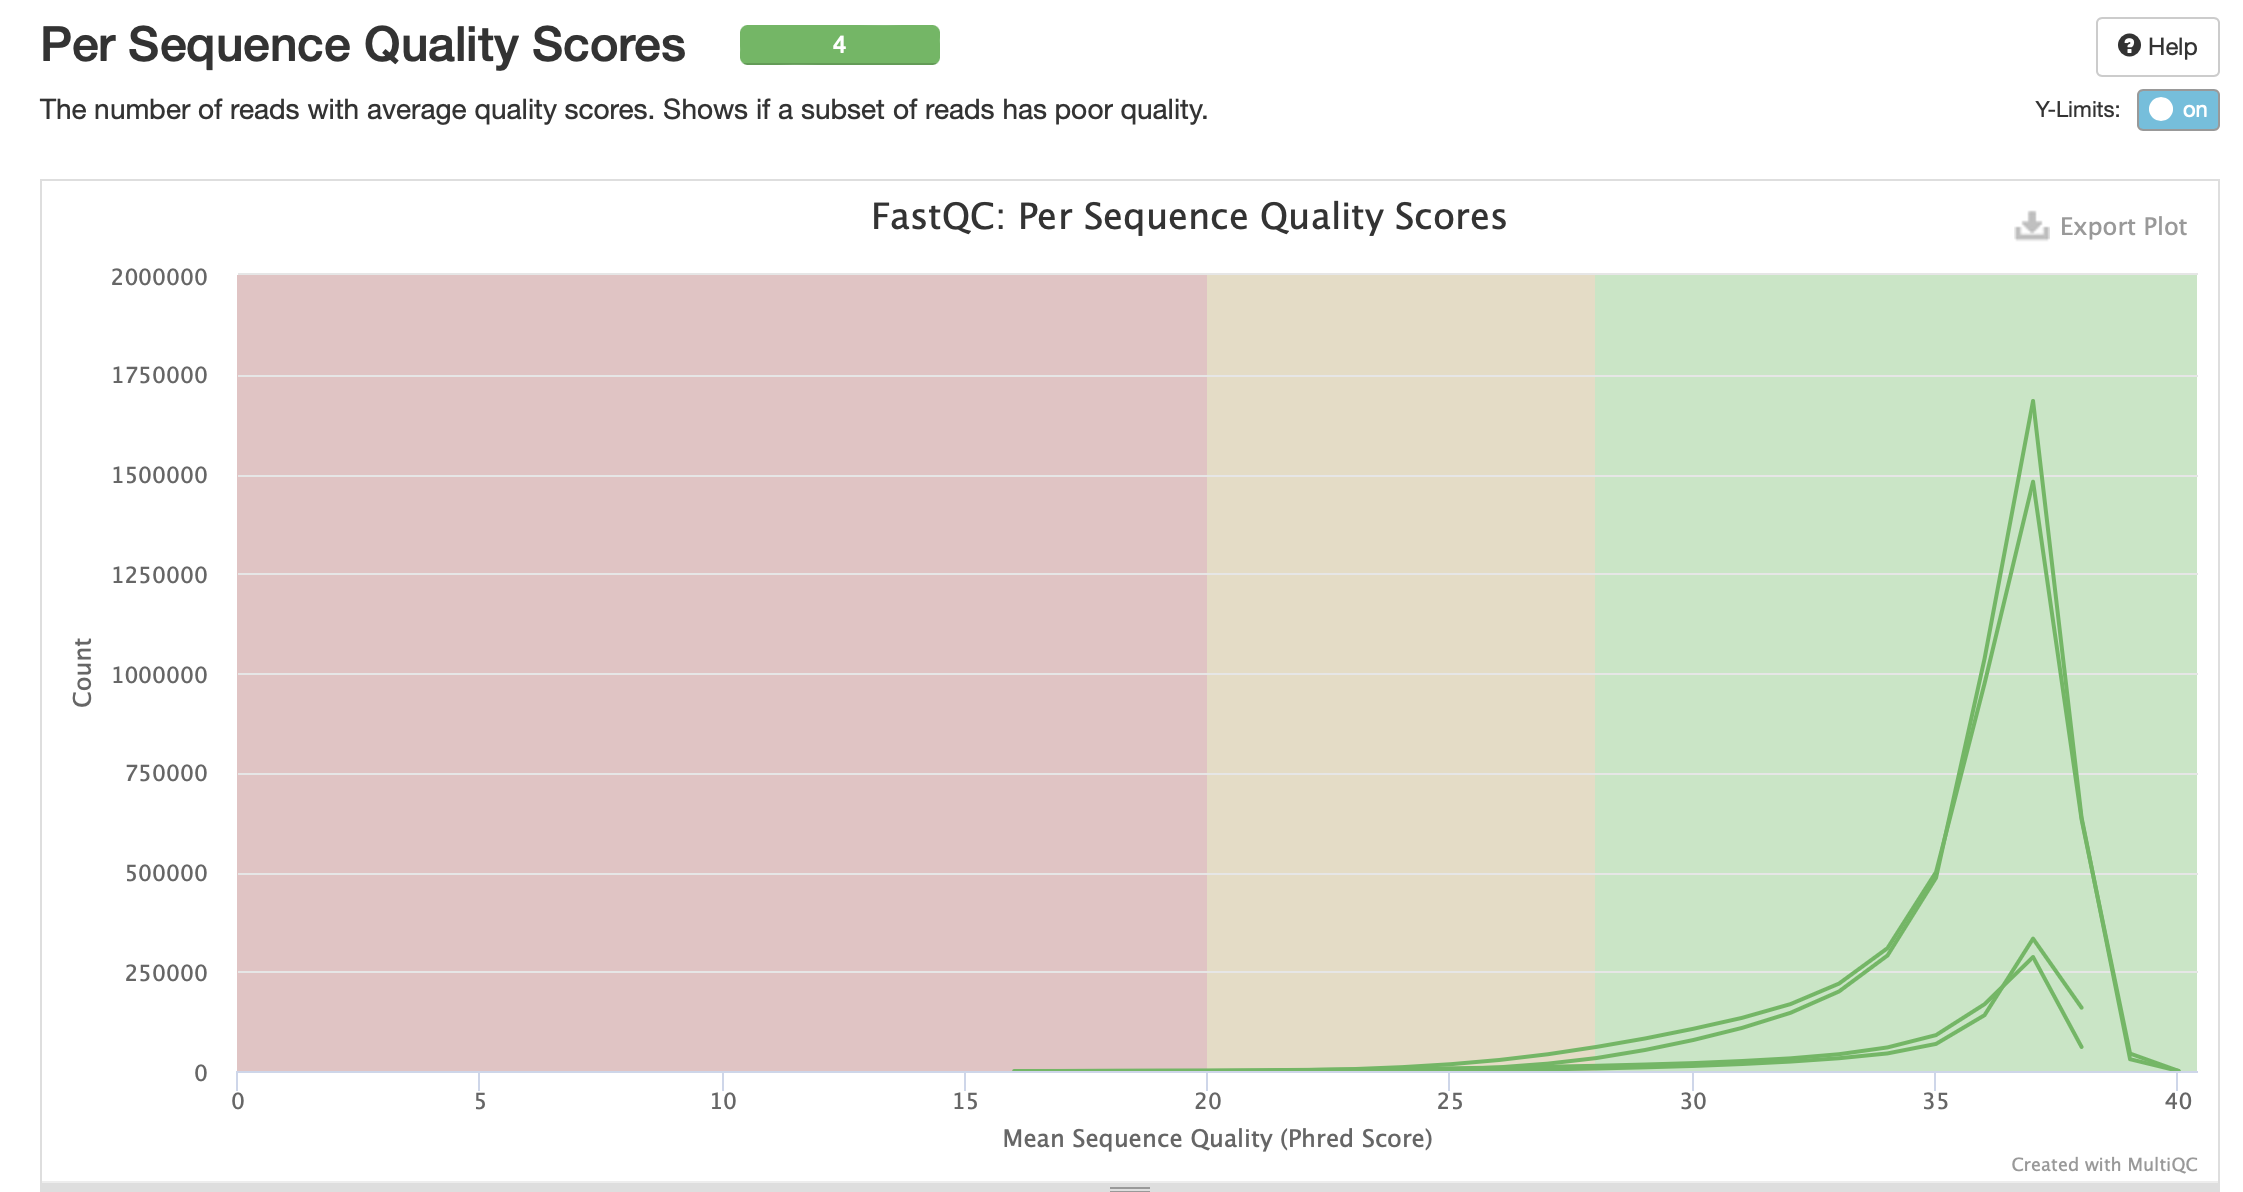 Per Sequence Quality Scores
4
Help
The number of reads with average quality scores. Shows if a subset of reads has poor quality.
Y-Limits:
on
FastQC: Per Sequence Quality Scores
Export Plot
2000000
1750000
1500000
1250000
1000000
750000
500000
250000
0
Count
0 5 10 15 20 25 30 35 40
Mean Sequence Quality (Phred Score)
Created with MultiQC